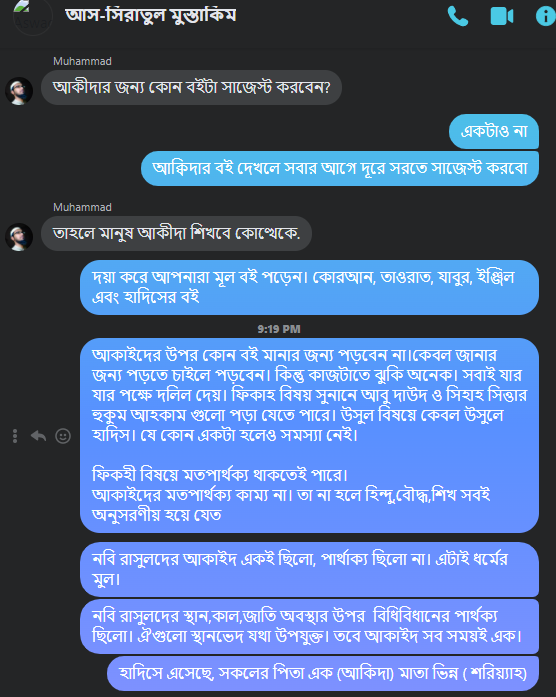 আস-সিরাতুল মুস্তাকিম
Muhammad
আকীদার জন্য কোন বইটা সাজেস্ট করবেন?
একটাও না
আক্বিদার বই দেখলে সবার আগে দূরে সরতে সাজেস্ট করবো
Muhammad
তাহলে মানুষ আকীদা শিখবে কোত্থেকে.
দয়া করে আপনারা মূল বই পড়েন। কোরআন, তাওরাত, যাবুর, ইঞ্জিল
এবং হাদিসের বই
9:19 PM
আকাইদের উপর কোন বই মানার জন্য পড়বেন না।কেবল জানার
জন্য পড়তে চাইলে পড়বেন। কিন্তু কাজটাতে ঝুকি অনেক। সবাই যার
যার পক্ষে দলিল দেয়। ফিকাহ বিষয় সুনানে আবু দাউদ ও সিহাহ সিত্তার
হুকুম আহকাম গুলো পড়া যেতে পারে। উসুল বিষয়ে কেবল উসুলে
হাদিস। যে কোন একটা হলেও সমস্যা নেই।
ফিকহী বিষয়ে মতপার্থক্য থাকতেই পারে।
আকাইদের মতপার্থক্য কাম্য না। তা না হলে হিন্দু,বৌদ্ধ,শিখ সবই
অনুসরণীয় হয়ে যেত
নবি রাসুলদের আকাইদ একই ছিলো, পার্থাক্য ছিলো না। এটাই ধর্মের
মুল।
নবি রাসুলদের স্থান,কাল,জাতি অবস্থার উপর বিধিবিধানের পার্থক্য
ছিলো। ঐগুলো স্থানভেদ যথা উপযুক্ত। তবে আকাইদ সব সময়ই এক।
হাদিসে এসেছে, সকলের পিতা এক (আকিদা) মাতা ভিন্ন ( শরিয়্যাহ)